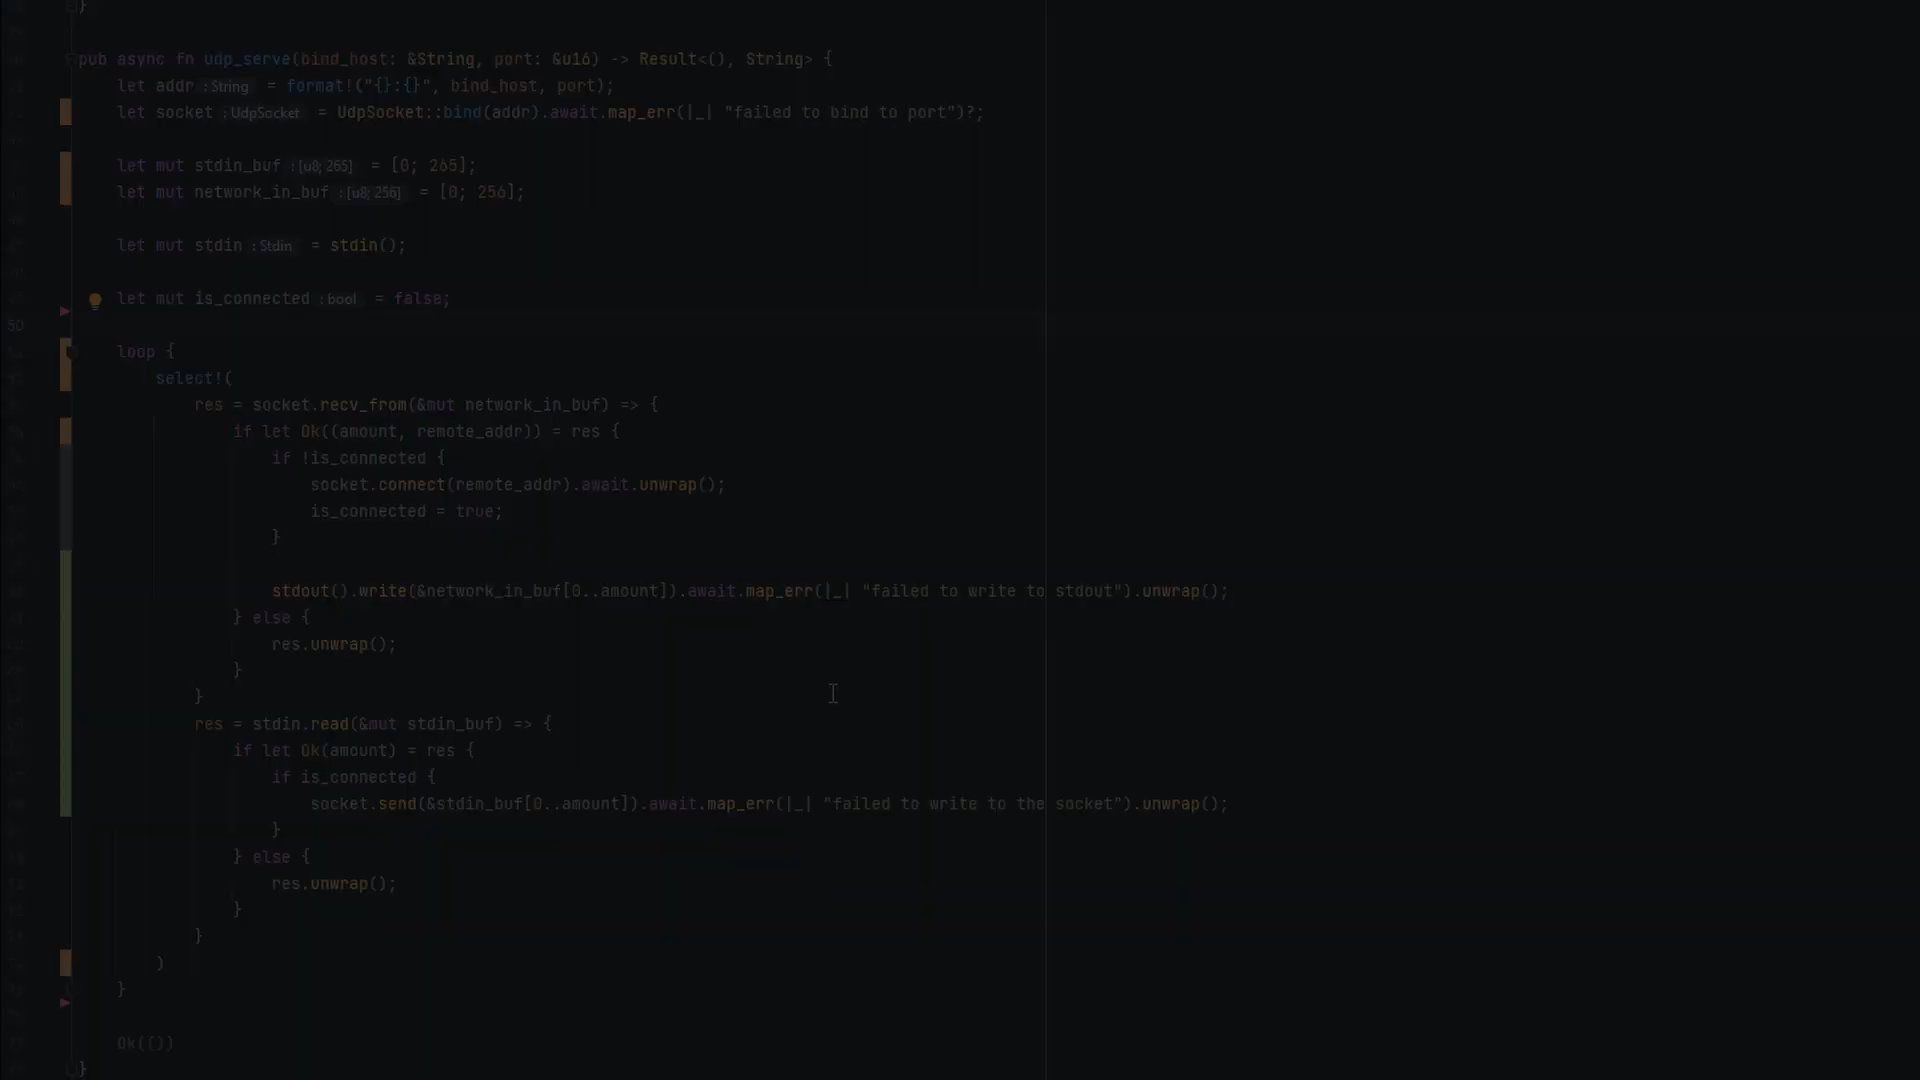 }
pub async fn udp_serve(bind_host: &String, port: &u16) -> Result<(), String> {
let addr : String = format!("{}:{}", bind_host, port);
let socket : UdpSocket = UdpSocket::bind(addr).await.map_err(|_| "failed to bind to port")?;
let mut stdin_buf : [u8; 265] = [0; 265];
let mut network_in_buf : [u8; 256] = [0; 256];
let mut stdin : Stdin = stdin();
let mut is_connected : bool = false;
50
loop {
select!(
res = socket.recv_from(&mut network_in_buf) => {
if let Ok((amount, remote_addr)) = res {
if !is_connected {
socket.connect(remote_addr).await.unwrap();
is_connected = true;
}
stdout().write(&network_in_buf[0..amount]).await.map_err(|_| "failed to write to stdout").unwrap();
} else {
res.unwrap();
}
}
res = stdin.read(&mut stdin_buf) => {
if let Ok(amount) = res {
if is_connected {
socket.send(&stdin_buf[0..amount]).await.map_err(|_| "failed to write to the socket").unwrap();
}
} else {
res.unwrap();
}
}
)
}
Ok(())
}